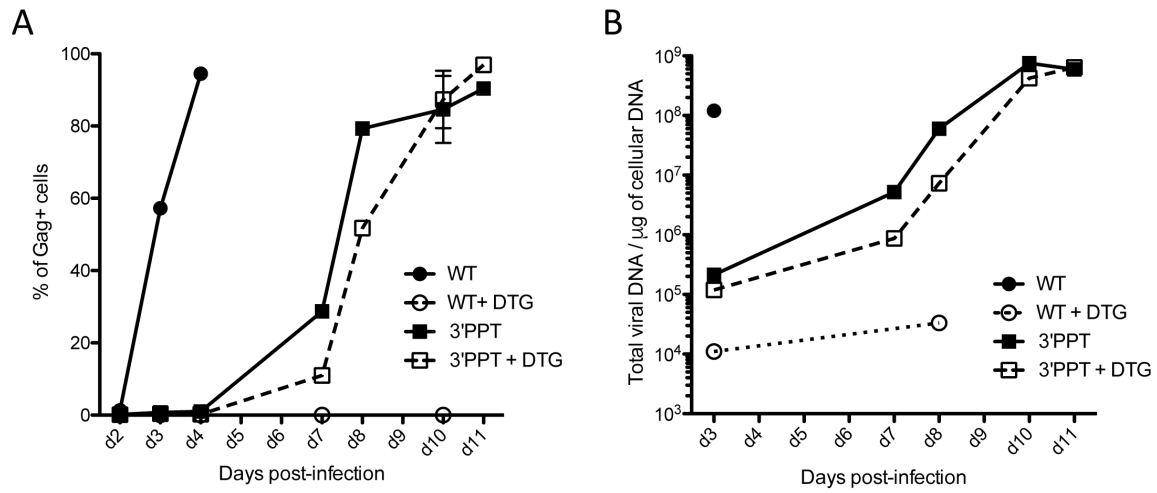 A
% of Gag+ cells
100
80
60
40
20
0
d2
d3
d4
d5
d6
d7
d8
d9
d10
d11
Days post-infection
WT
WT+ DTG
3'PPT
3'PPT + DTG
B
Total viral DNA / µg of cellular DNA
10⁹
10⁸
10⁷
10⁶
10⁵
10⁴
10³
d3
d4
d5
d6
d7
d8
d9
d10
d11
Days post-infection
WT
WT + DTG
3'PPT
3'PPT + DTG